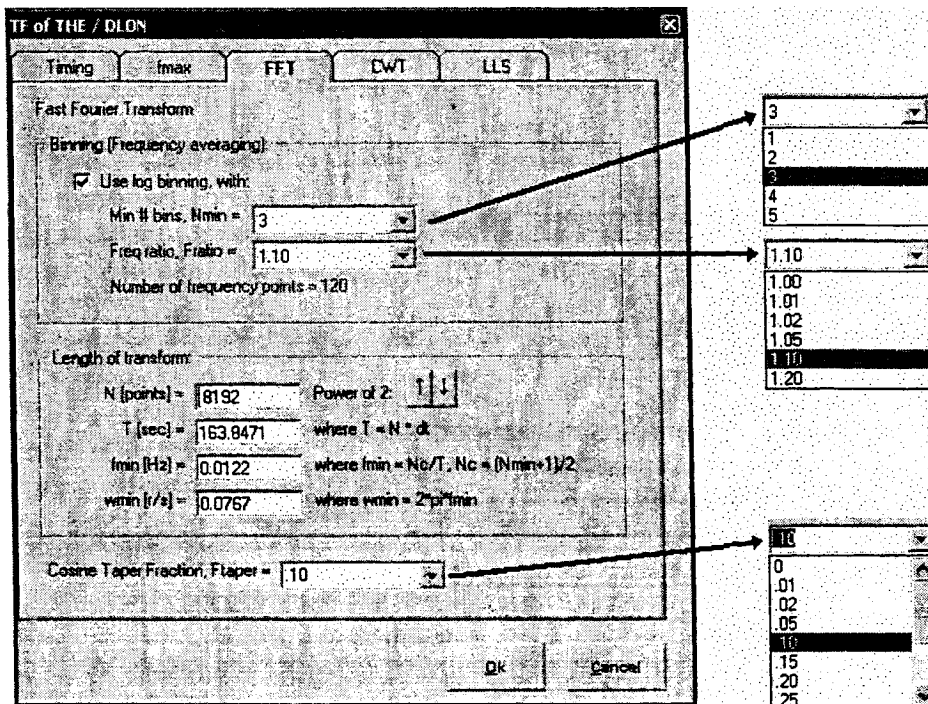 TF of THE / DLON
Timing fmax FFT CWT LLS
Fast Fourier Transform
Binning (Frequency averaging):
Use log binning, with:
Min # bins, Nmin = 3
Freq ratio, Fratio = 1.10
Number of frequency points = 120
Length of transform:
N (points) = 8192 Power of 2: ↑ ↓
T (sec) = 163.8471 where T = N * dt
fmin (Hz) = 0.0122 where fmin = Nc/T, Nc = (Nmin+1)/2
wmin (r/s) = 0.0767 where wmin = 2*pi*fmin
Cosine Taper Fraction, Ftaper = .10
Ok Cancel
3
1
2
3
4
5
1.10
1.00
1.01
1.02
1.05
1.10
1.20
.10
0
.01
.02
.05
.10
.15
.20
.25